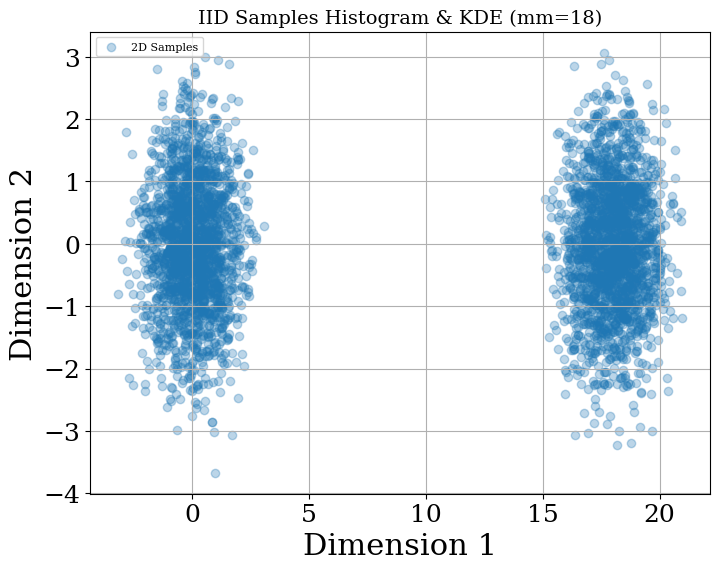 IID Samples Histogram & KDE (mm=18)
2D Samples
3
2
1
0
−1
−2
−3
−4
Dimension 2
0 5 10 15 20
Dimension 1